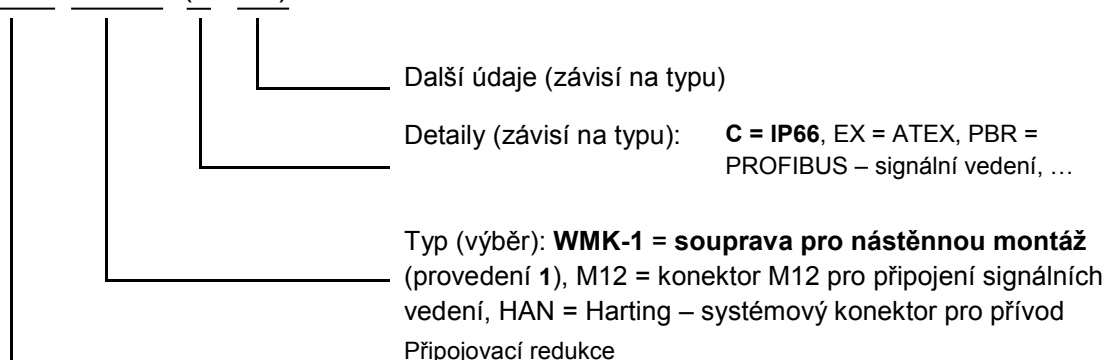 Další údaje (závisí na typu)
Detaily (závisí na typu): C = IP66, EX = ATEX, PBR =
PROFIBUS – signální vedení, …
Typ (výběr): WMK-1 = souprava pro nástěnnou montáž
(provedení 1), M12 = konektor M12 pro připojení signálních
vedení, HAN = Harting – systémový konektor pro přívod
Připojovací redukce